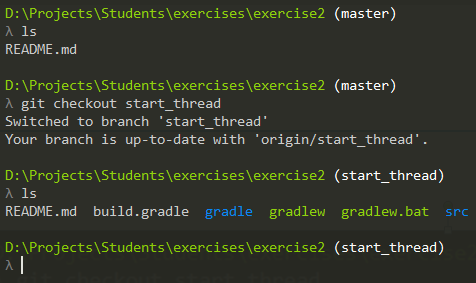 D:\Projects\Students\exercises\exercise2 (master)
λ ls
README.md
D:\Projects\Students\exercises\exercise2 (master)
λ git checkout start_thread
Switched to branch 'start_thread'
Your branch is up-to-date with 'origin/start_thread'.
D:\Projects\Students\exercises\exercise2 (start_thread)
λ ls
README.md build.gradle gradle gradlew gradlew.bat src
D:\Projects\Students\exercises\exercise2 (start_thread)
λ